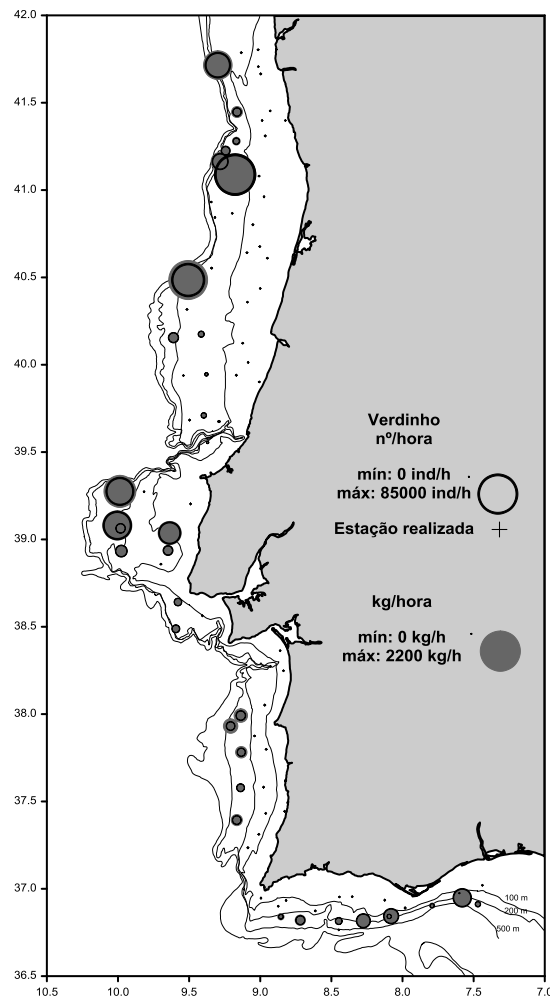 42.0
41.5
41.0
40.5
40.0
39.5
39.0
38.5
38.0
37.5
37.0
36.5
Verdinho
nº/hora
mín: 0 ind/h
máx: 85000 ind/h
Estação realizada
kg/hora
mín: 0 kg/h
máx: 2200 kg/h
100 m
200 m
500 m
10.5 10.0 9.5 9.0 8.5 8.0 7.5 7.0